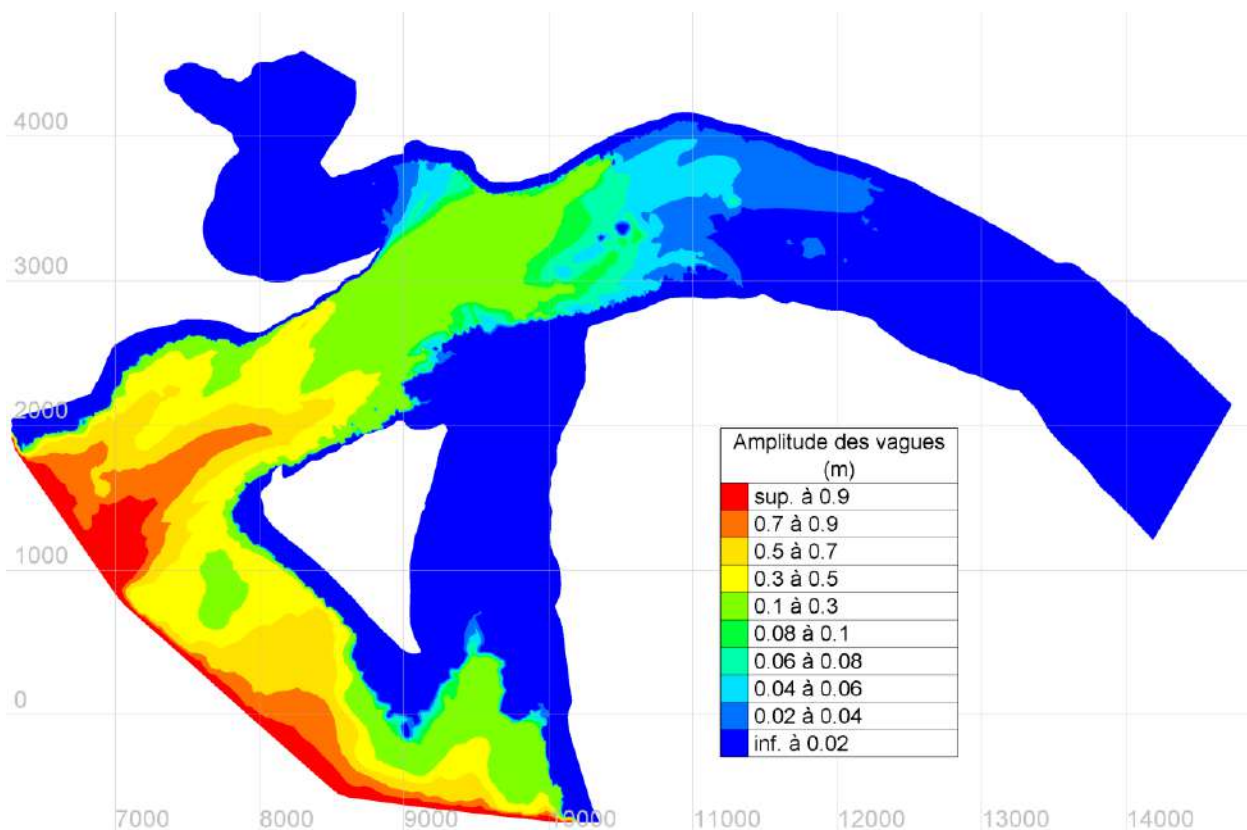 4000
3000
2000
1000
0
Amplitude des vagues
(m)
sup. à 0.9
0.7 à 0.9
0.5 à 0.7
0.3 à 0.5
0.1 à 0.3
0.08 à 0.1
0.06 à 0.08
0.04 à 0.06
0.02 à 0.04
inf. à 0.02
7000 8000 9000 10000 11000 12000 13000 14000